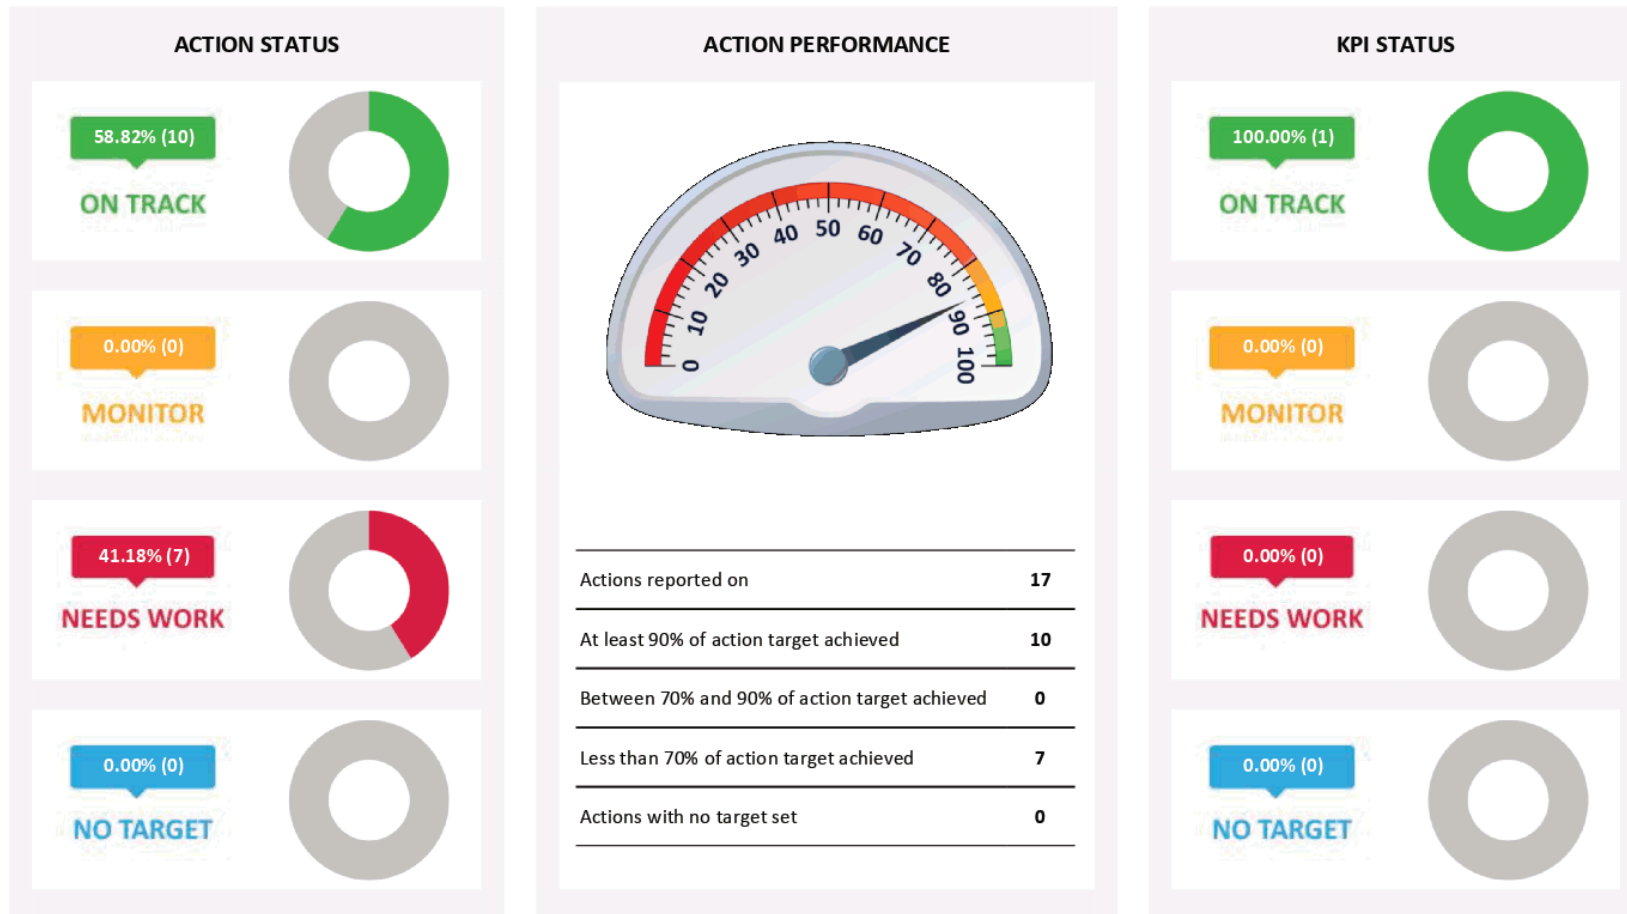 ACTION STATUS
58.82% (10)
ON TRACK
0.00% (0)
MONITOR
41.18% (7)
NEEDS WORK
0.00% (0)
NO TARGET
ACTION PERFORMANCE
0
10
20
30
40
50
60
70
80
90
100
Actions reported on 17
At least 90% of action target achieved 10
Between 70% and 90% of action target achieved 0
Less than 70% of action target achieved 7
Actions with no target set 0
KPI STATUS
100.00% (1)
ON TRACK
0.00% (0)
MONITOR
0.00% (0)
NEEDS WORK
0.00% (0)
NO TARGET